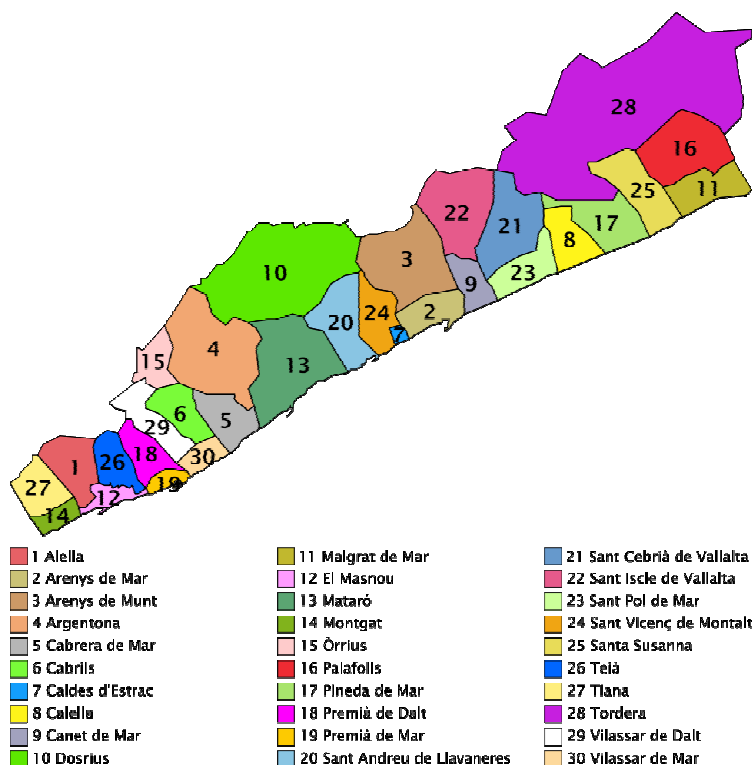 28
16
11
25
22
21
17
8
3
23
10
9
2
24
20
7
4
15
13
6
5
29
18
30
26
1
19
27
12
14
1 Alella
2 Arenys de Mar
3 Arenys de Munt
4 Argentona
5 Cabrera de Mar
6 Cabrils
7 Caldes d'Estrac
8 Calella
9 Canet de Mar
10 Dosrius
11 Malgrat de Mar
12 El Masnou
13 Mataró
14 Montgat
15 Òrrius
16 Palafolls
17 Pineda de Mar
18 Premià de Dalt
19 Premià de Mar
20 Sant Andreu de Llavaneres
21 Sant Cebrià de Vallalta
22 Sant Iscle de Vallalta
23 Sant Pol de Mar
24 Sant Vicenç de Montalt
25 Santa Susanna
26 Teià
27 Tiana
28 Tordera
29 Vilassar de Dalt
30 Vilassar de Mar